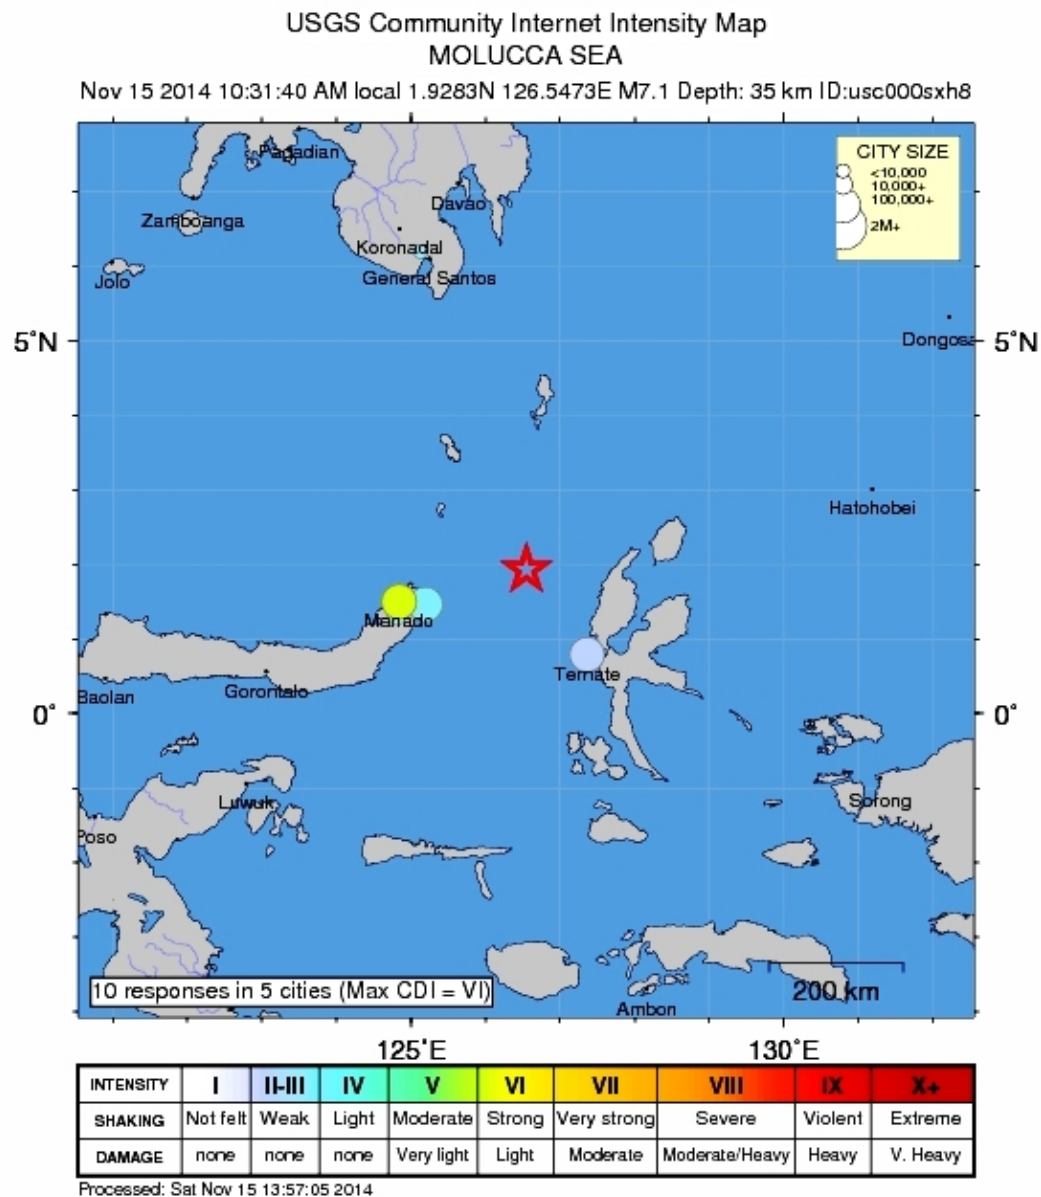 USGS Community Internet Intensity Map
MOLUCCA SEA
Nov 15 2014 10:31:40 AM local 1.9283N 126.5473E M7.1 Depth: 35 km ID:usc000sxh8
CITY SIZE
<10,000
10,000+
100,000+
2M+
Pagadian
Zamboanga
Davao
Koronadal
General Santos
Jolo
5°N
5°N
Dongosa
Hatohobei
Manado
Ternate
Baolan
Gorontalo
0°
0°
Luwuk
Sorong
Poso
10 responses in 5 cities (Max CDI = VI)
200 km
Ambon
125°E
130°E
INTENSITY I II-III IV V VI VII VIII IX X+
SHAKING Not felt Weak Light Moderate Strong Very strong Severe Violent Extreme
DAMAGE none none none Very light Light Moderate Moderate/Heavy Heavy V. Heavy
Processed: Sat Nov 15 13:57:05 2014